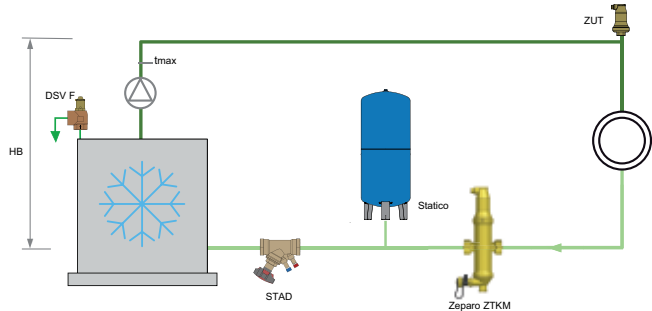 ZUT
tmax
DSV F
HB
Statico
STAD
Zeparo ZTKM